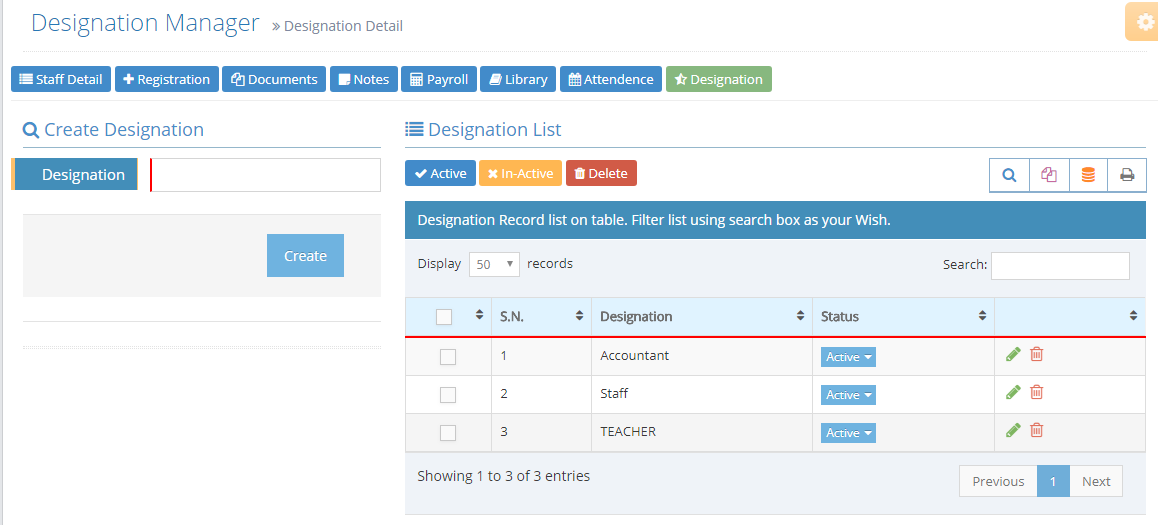 Designation Manager » Designation Detail
Staff Detail Registration Documents Notes Payroll Library Attendence Designation
Create Designation
Designation
Create
Designation List
Active In-Active Delete
Designation Record list on table. Filter list using search box as your Wish.
Display 50 records Search:
S.N. Designation Status
1 Accountant Active
2 Staff Active
3 TEACHER Active
Showing 1 to 3 of 3 entries
Previous 1 Next